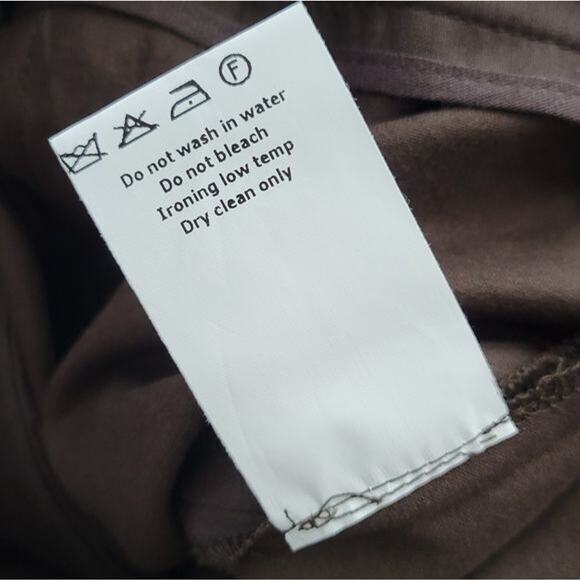 F
Do not wash in water
Do not bleach
Ironing low temp
Dry clean only